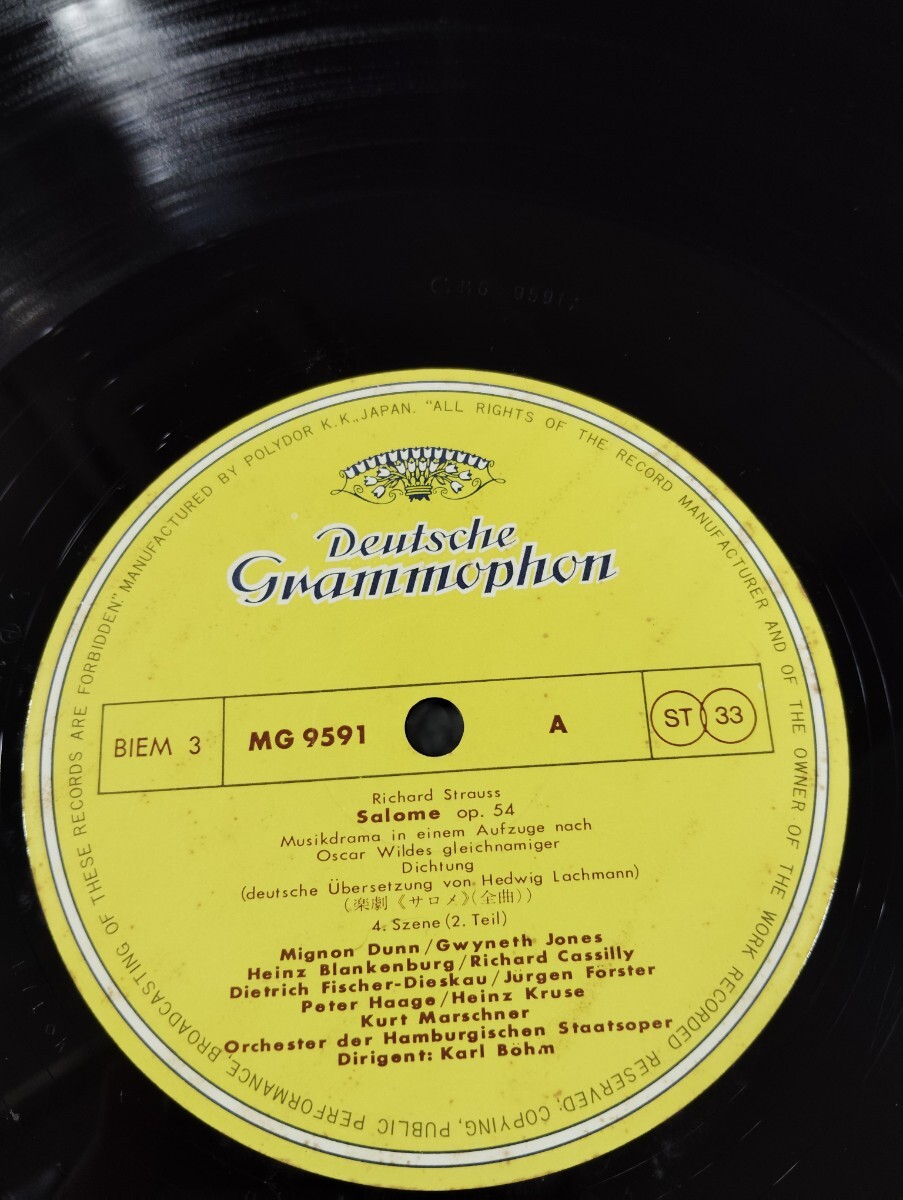 MG 9591
MANUFACTURED BY POLYDOR K.K., JAPAN. "ALL RIGHTS OF THE RECORD MANUFACTURER AND OF THE OWNER OF THE WORK RECORDED RESERVED; COPYING, PUBLIC PERFORMANCE, BROADCASTING OF THESE RECORDS ARE FORBIDDEN."
Deutsche
Grammophon
BIEM 3
MG 9591
A
ST 33
Richard Strauss
Salome op. 54
Musikdrama in einem Aufzuge nach
Oscar Wildes gleichnamiger
Dichtung
(deutsche Übersetzung von Hedwig Lachmann)
(楽劇《サロメ》(全曲))
4. Szene (2. Teil)
Mignon Dunn/Gwyneth Jones
Heinz Blankenburg/Richard Cassilly
Dietrich Fischer-Dieskau/Jürgen Förster
Peter Haage/Heinz Kruse
Kurt Marschner
Orchester der Hamburgischen Staatsoper
Dirigent: Karl Böhm